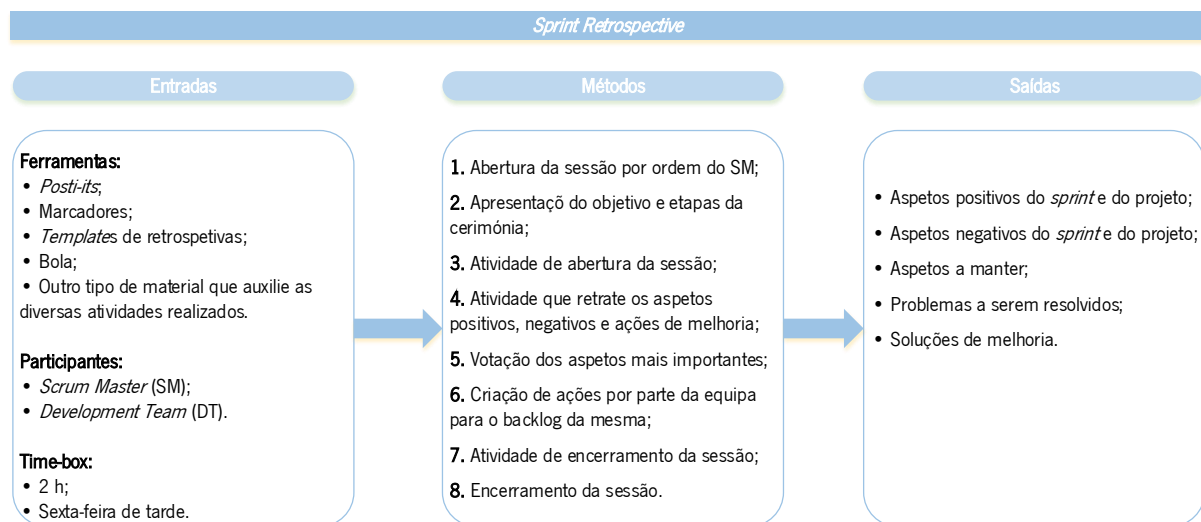 Sprint Retrospective
Entradas
Ferramentas:
• Posti-its;
• Marcadores;
• Templates de retrospetivas;
• Bola;
• Outro tipo de material que auxilie as
diversas atividades realizados.
Participantes:
• Scrum Master (SM);
• Development Team (DT).
Time-box:
• 2 h;
• Sexta-feira de tarde.
Métodos
1. Abertura da sessão por ordem do SM;
2. Apresentaçõ do objetivo e etapas da
cerimónia;
3. Atividade de abertura da sessão;
4. Atividade que retrate os aspetos
positivos, negativos e ações de melhoria;
5. Votação dos aspetos mais importantes;
6. Criação de ações por parte da equipa
para o backlog da mesma;
7. Atividade de encerramento da sessão;
8. Encerramento da sessão.
Saídas
• Aspetos positivos do sprint e do projeto;
• Aspetos negativos do sprint e do projeto;
• Aspetos a manter;
• Problemas a serem resolvidos;
• Soluções de melhoria.